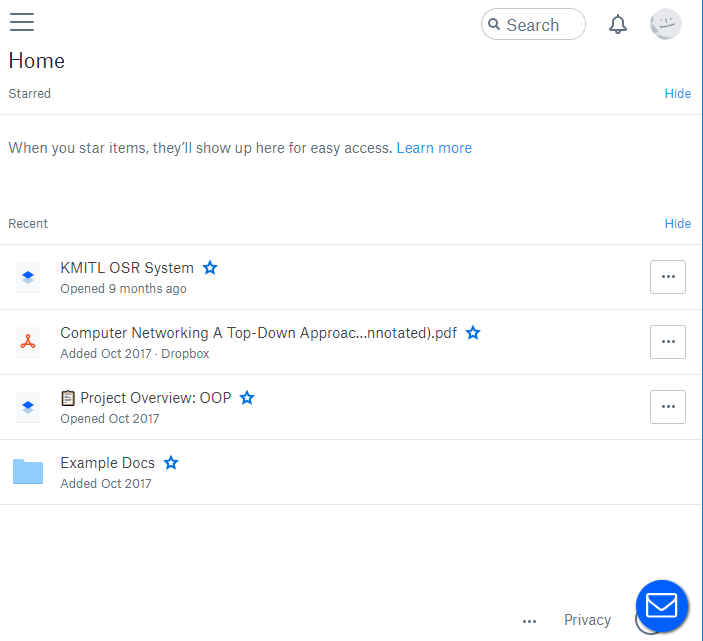 Search
Home
Starred
Hide
When you star items, they'll show up here for easy access. Learn more
Recent
Hide
KMITL OSR System
Opened 9 months ago
Computer Networking A Top-Down Approac...nnotated).pdf
Added Oct 2017 · Dropbox
📋 Project Overview: OOP
Opened Oct 2017
Example Docs
Added Oct 2017
Privacy